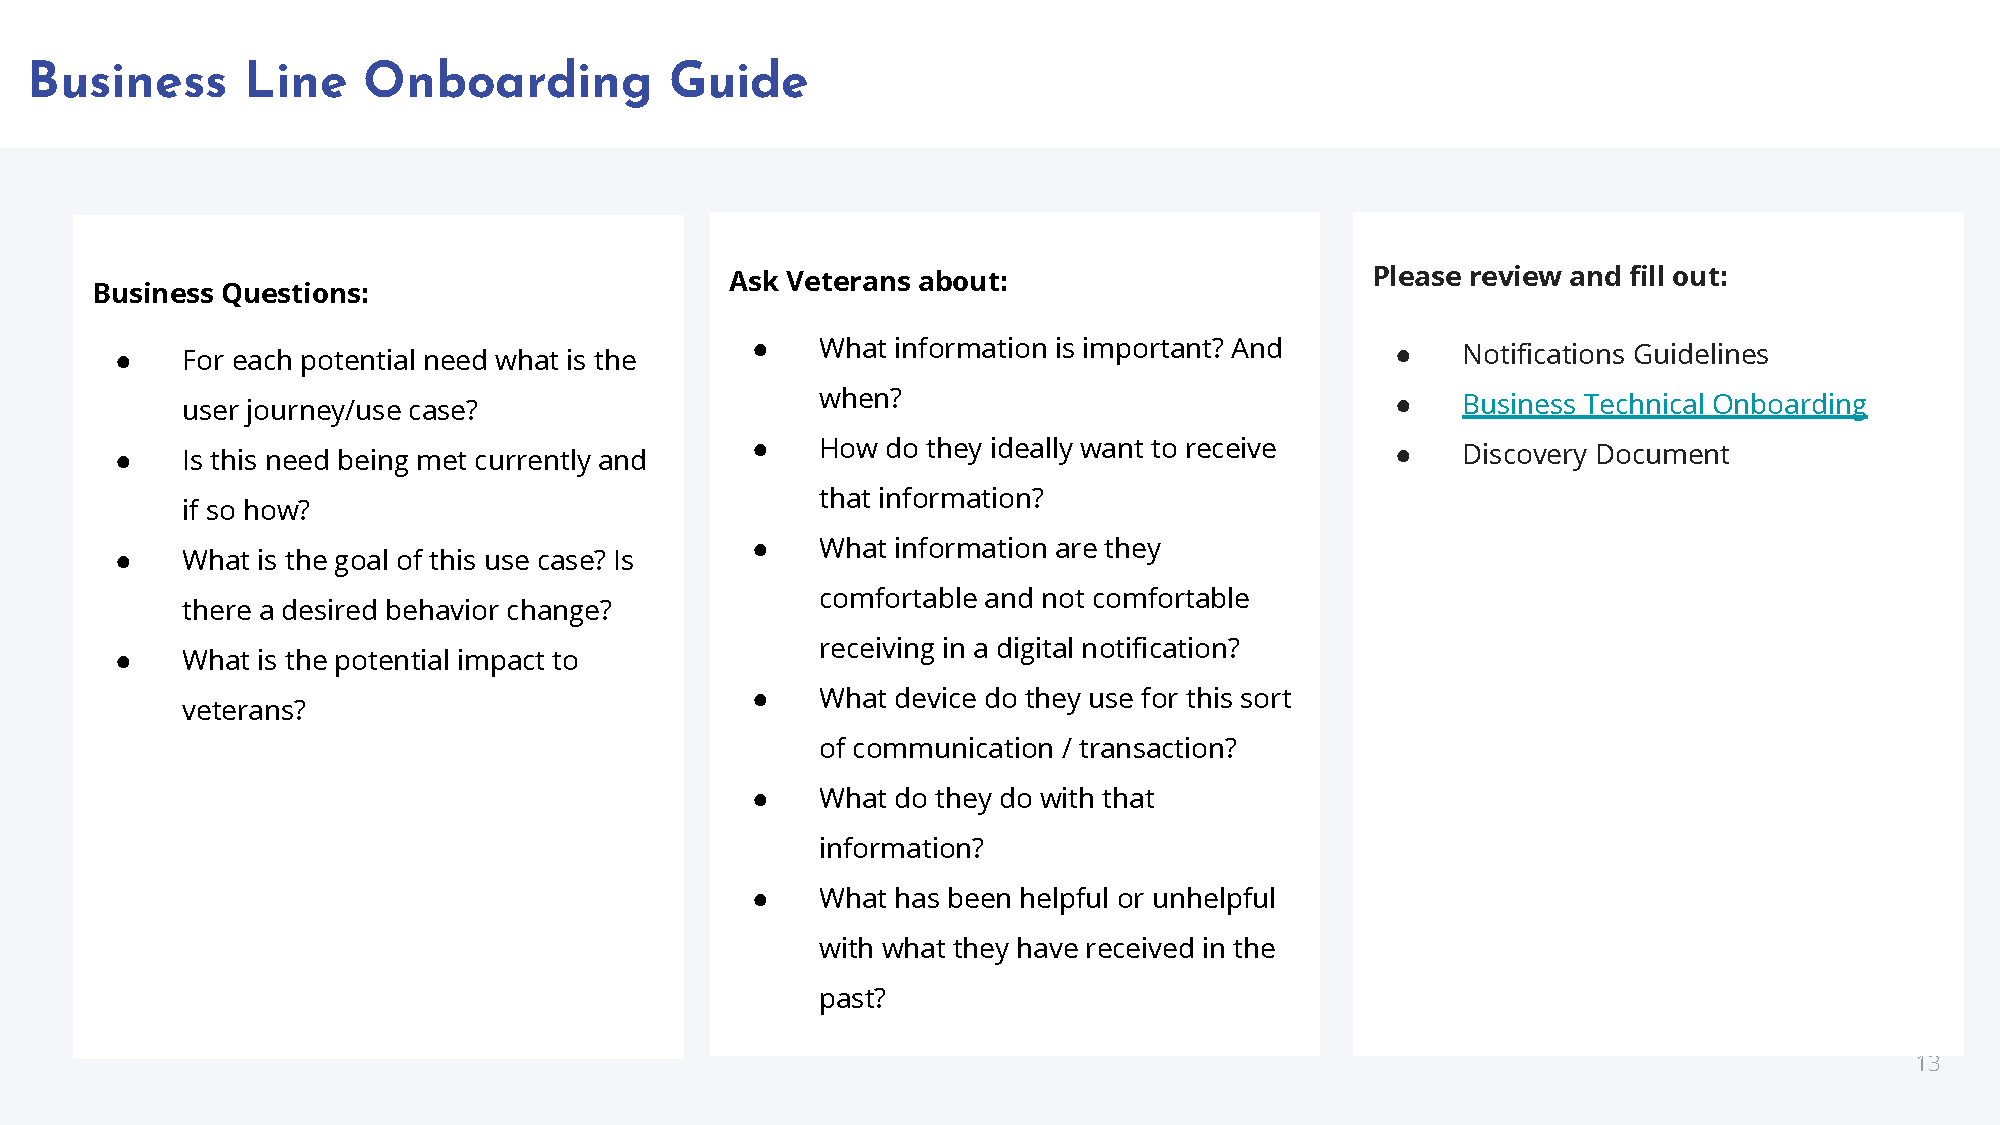 Business Line Onboarding Guide
Business Questions:
● For each potential need what is the
user journey/use case?
● Is this need being met currently and
if so how?
● What is the goal of this use case? Is
there a desired behavior change?
● What is the potential impact to
veterans?
Ask Veterans about:
● What information is important? And
when?
● How do they ideally want to receive
that information?
● What information are they
comfortable and not comfortable
receiving in a digital notification?
● What device do they use for this sort
of communication / transaction?
● What do they do with that
information?
● What has been helpful or unhelpful
with what they have received in the
past?
Please review and fill out:
● Notifications Guidelines
● Business Technical Onboarding
● Discovery Document
13